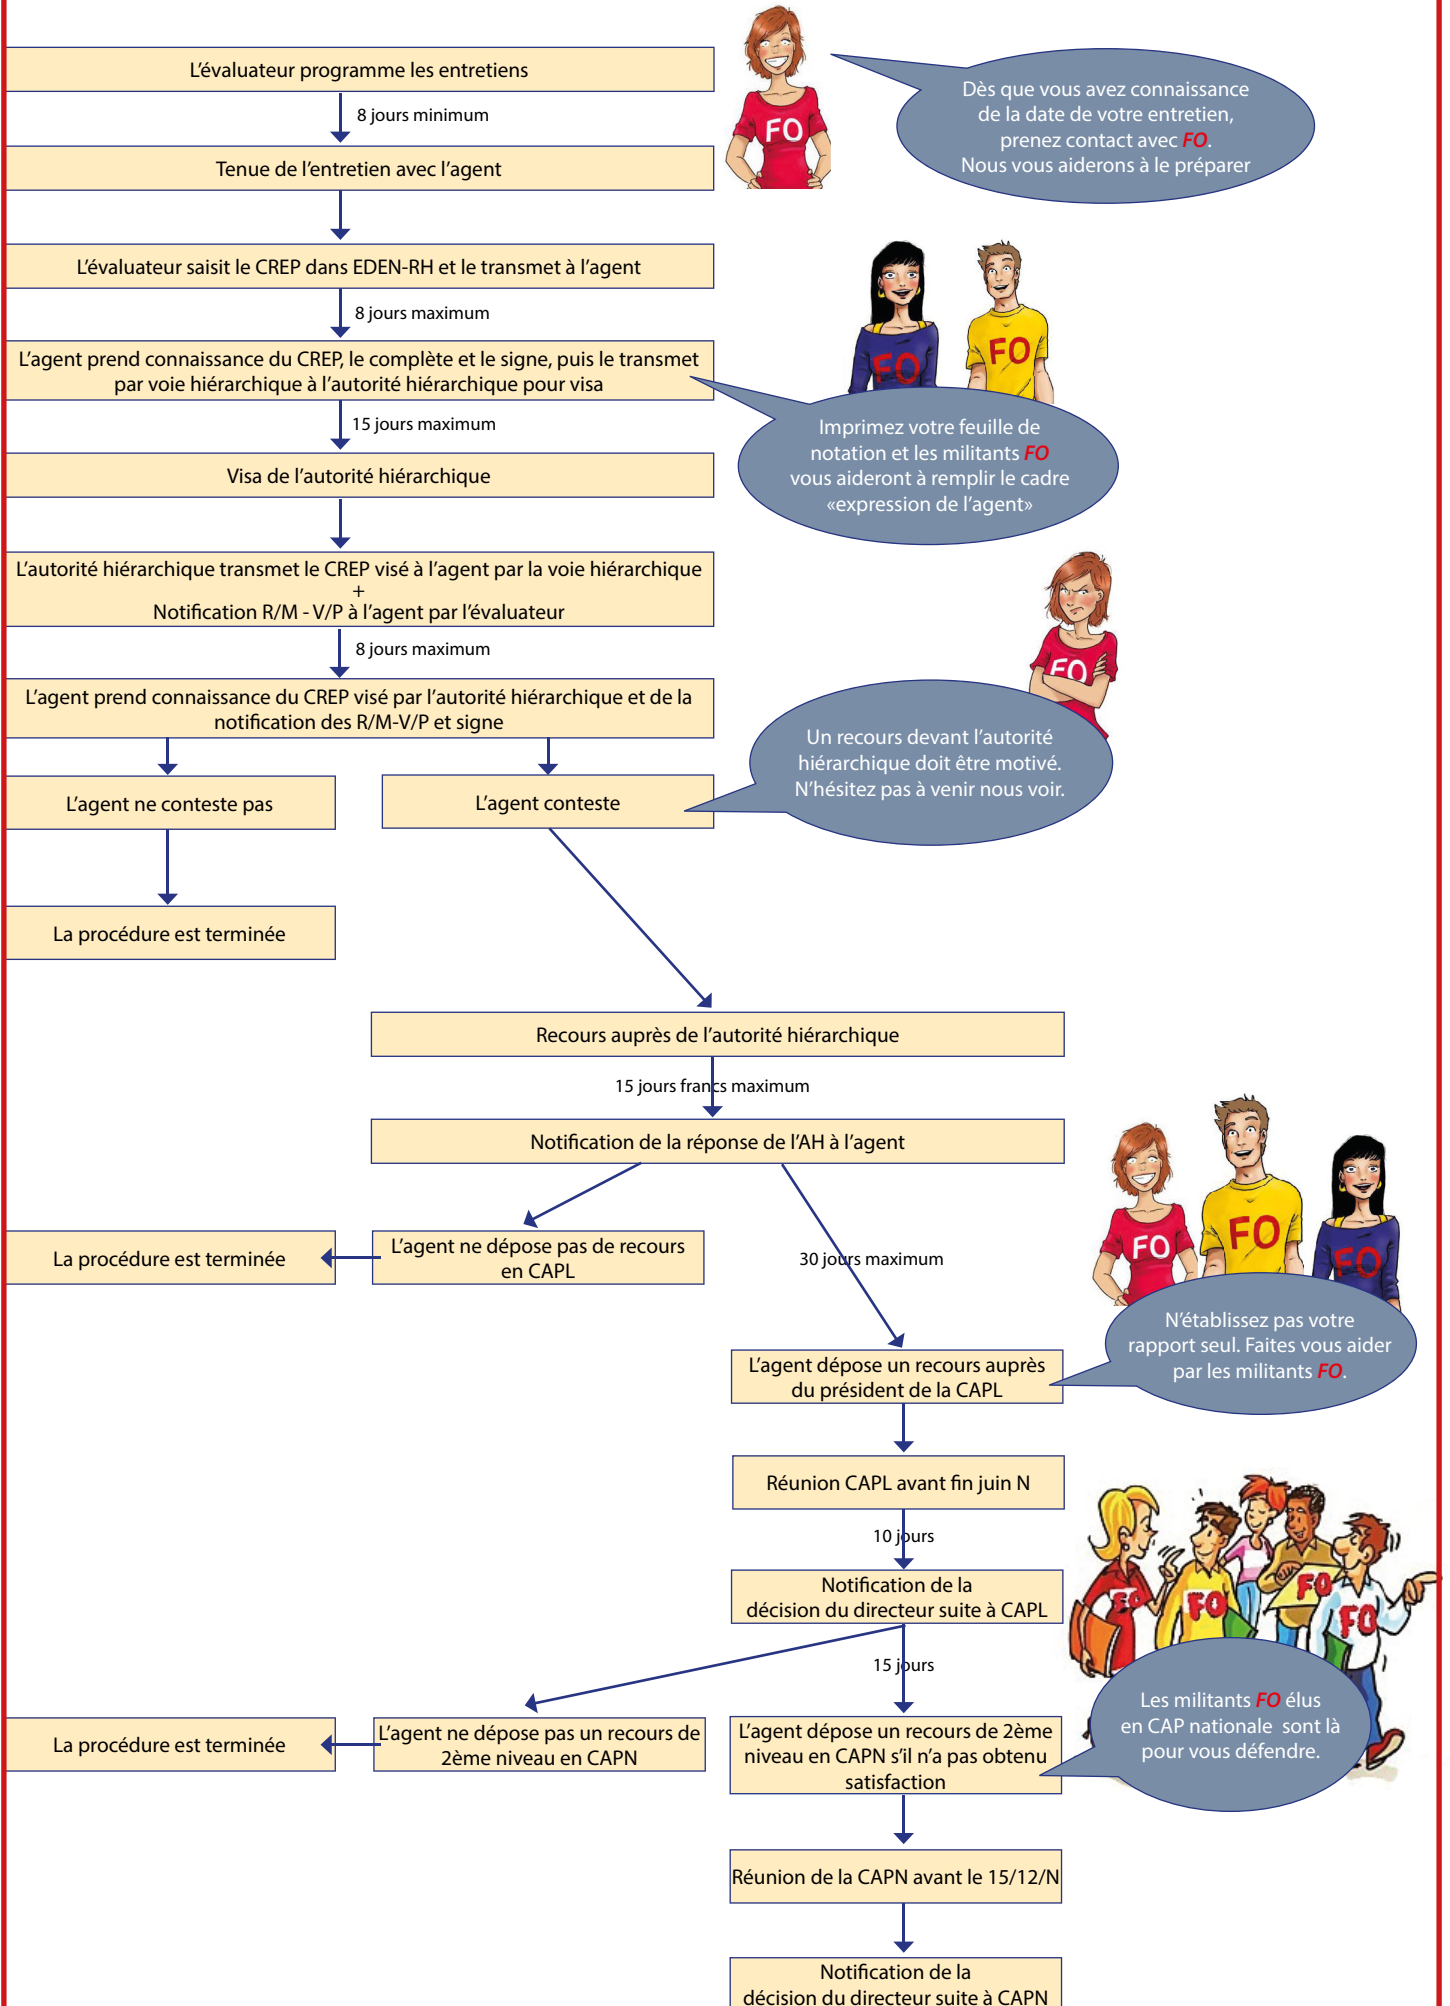 L’évaluateur programme les entretiens
8 jours minimum
FO
Dès que vous avez connaissance
de la date de votre entretien,
prenez contact avec FO.
Nous vous aiderons à le préparer
Tenue de l’entretien avec l’agent
L’évaluateur saisit le CREP dans EDEN-RH et le transmet à l’agent
8 jours maximum
FO
FO
L’agent prend connaissance du CREP, le complète et le signe, puis le transmet
par voie hiérarchique à l’autorité hiérarchique pour visa
15 jours maximum
Imprimez votre feuille de
notation et les militants FO
vous aideront à remplir le cadre
«expression de l’agent»
Visa de l’autorité hiérarchique
L’autorité hiérarchique transmet le CREP visé à l’agent par la voie hiérarchique
+
Notification R/M - V/P à l’agent par l’évaluateur
8 jours maximum
FO
L’agent prend connaissance du CREP visé par l’autorité hiérarchique et de la
notification des R/M-V/P et signe
Un recours devant l’autorité
hiérarchique doit être motivé.
N’hésitez pas à venir nous voir.
L’agent ne conteste pas
L’agent conteste
La procédure est terminée
Recours auprès de l’autorité hiérarchique
15 jours francs maximum
Notification de la réponse de l’AH à l’agent
FO
FO
FO
La procédure est terminée
L’agent ne dépose pas de recours
en CAPL
30 jours maximum
N’établissez pas votre
rapport seul. Faites vous aider
par les militants FO.
L’agent dépose un recours auprès
du président de la CAPL
Réunion CAPL avant fin juin N
10 jours
Notification de la
décision du directeur suite à CAPL
FO
FO
FO
FO
15 jours
Les militants FO élus
en CAP nationale sont là
pour vous défendre.
La procédure est terminée
L’agent ne dépose pas un recours de
2ème niveau en CAPN
L’agent dépose un recours de 2ème
niveau en CAPN s’il n’a pas obtenu
satisfaction
Réunion de la CAPN avant le 15/12/N
Notification de la
décision du directeur suite à CAPN